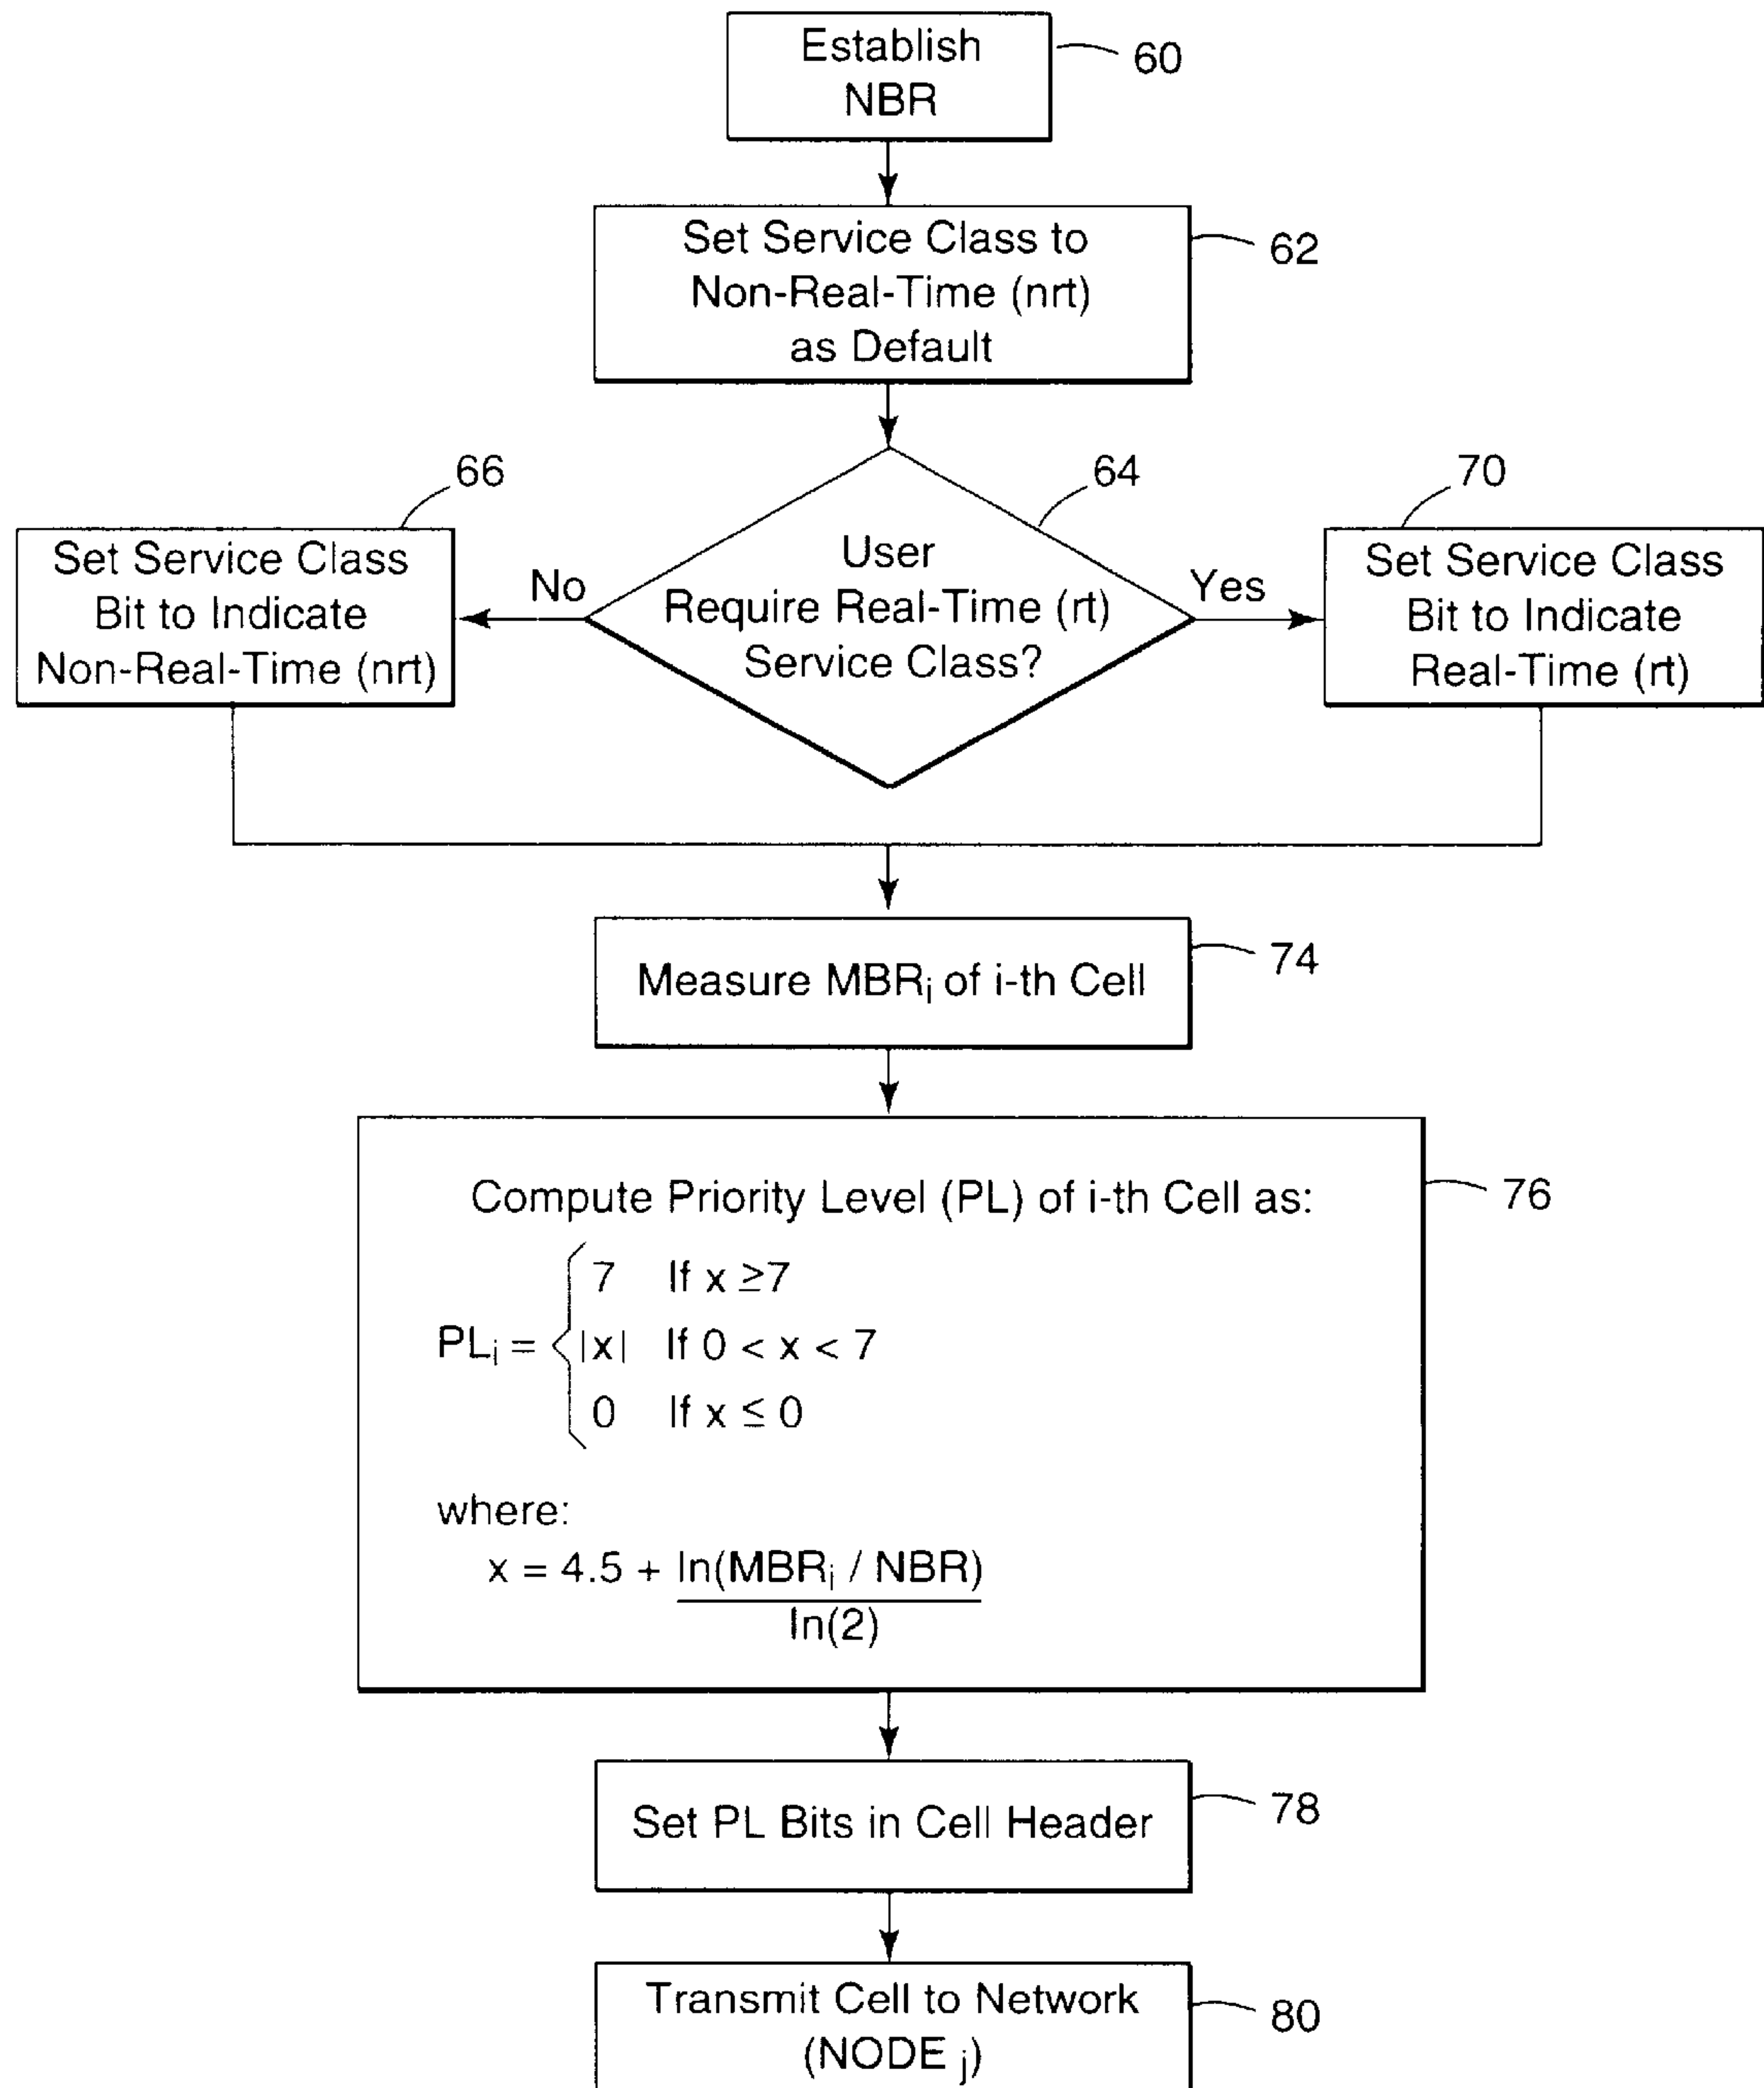 Establish
NBR
60
Set Service Class to
Non-Real-Time (nrt)
as Default
62
66
64
70
Set Service Class
Bit to Indicate
Non-Real-Time (nrt)
No
User
Require Real-Time (rt)
Service Class?
Yes
Set Service Class
Bit to Indicate
Real-Time (rt)
Measure MBRi of i-th Cell
74
Compute Priority Level (PL) of i-th Cell as:
76
7 If x ≥7
PLi = |x| If 0 < x < 7
0 If x ≤ 0
where:
x = 4.5 + ln(MBRi / NBR)
ln(2)
Set PL Bits in Cell Header
78
Transmit Cell to Network
(NODE j)
80